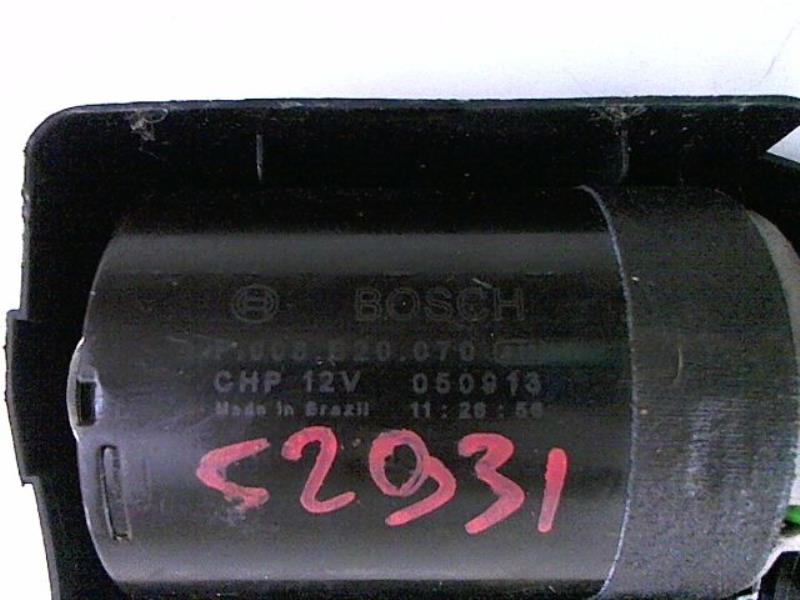 BOSCH
CHP 12V 050913
Made in Brazil 11:26:56
52931